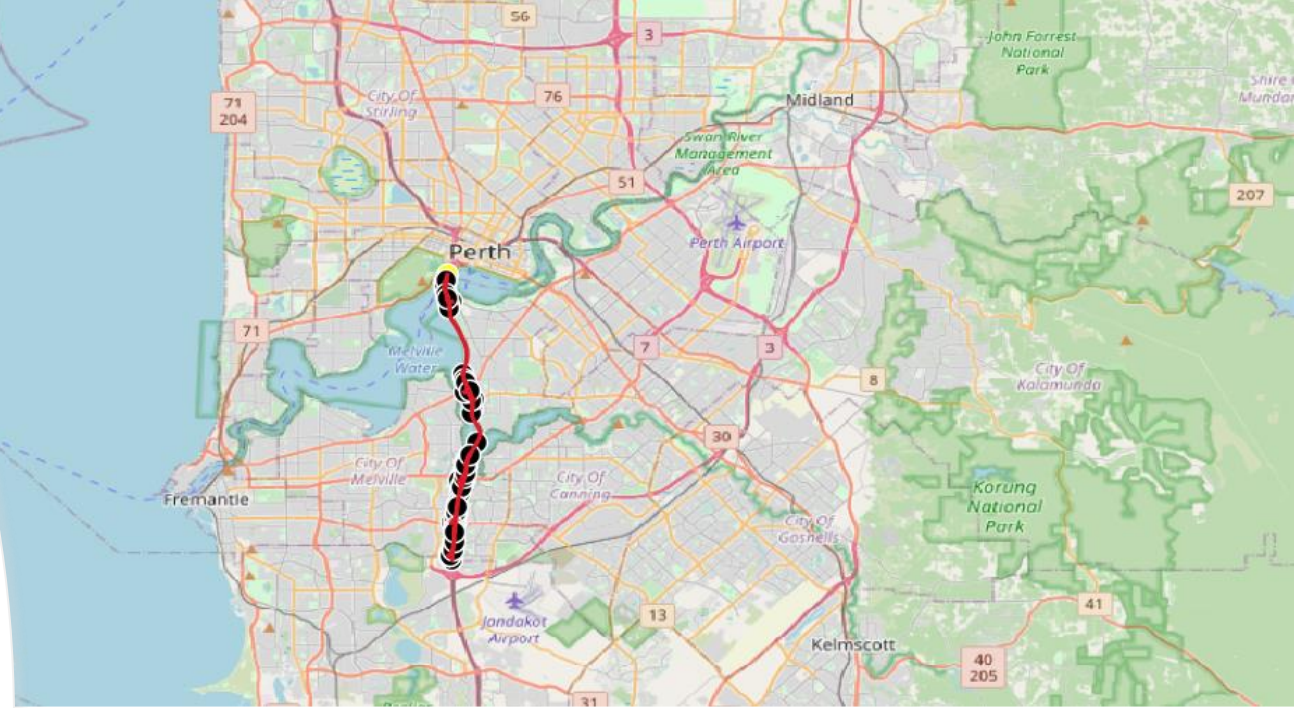 56
3
John Forrest
National
Park
71
204
City Of
Stirling
76
Midland
Shire
Mundar
Swan River
Management
Area
51
207
Perth
Perth Airport
71
Melville
Water
7
3
8
City Of
Kalamunda
30
City Of
Melville
City Of
Canning
Fremantle
Korung
National
Park
City Of
Gosnells
Jandakot
Airport
13
41
Kelmscott
40
205
31